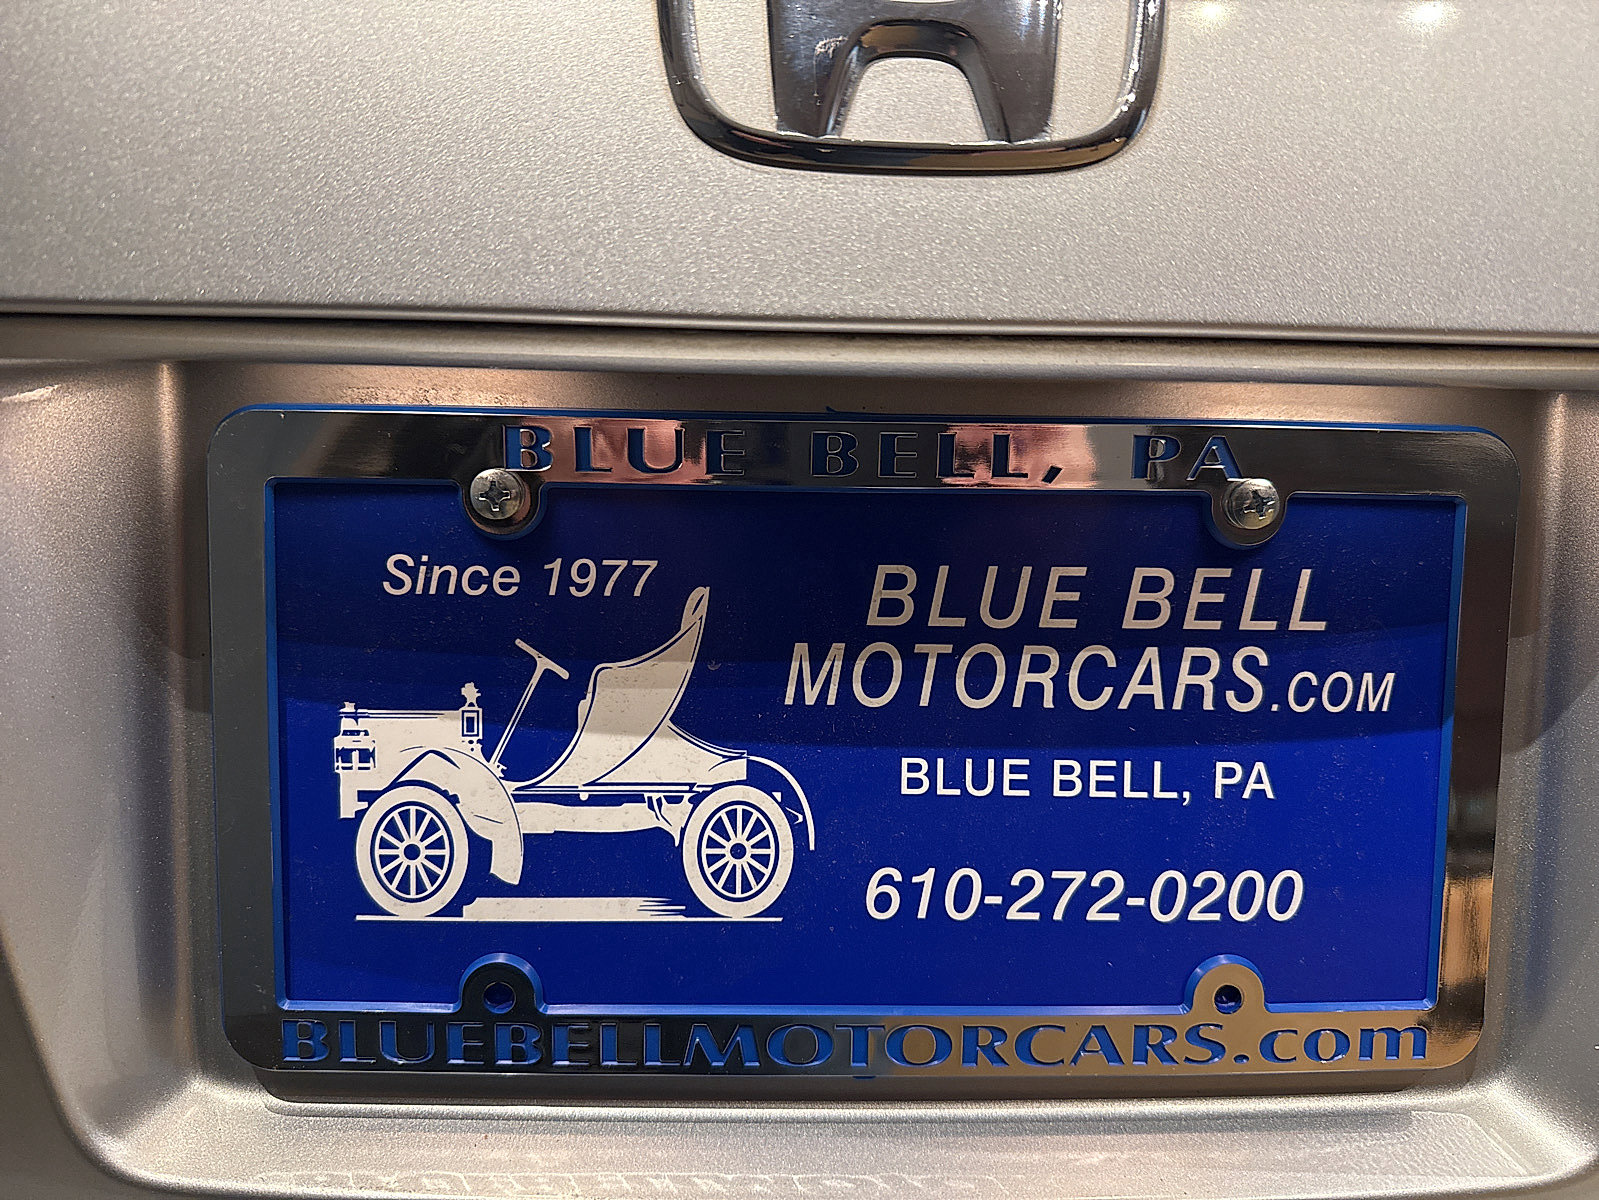 BLUE BELL, PA
Since 1977
BLUE BELL
MOTORCARS.COM
BLUE BELL, PA
610-272-0200
BLUEBELLMOTORCARS.com